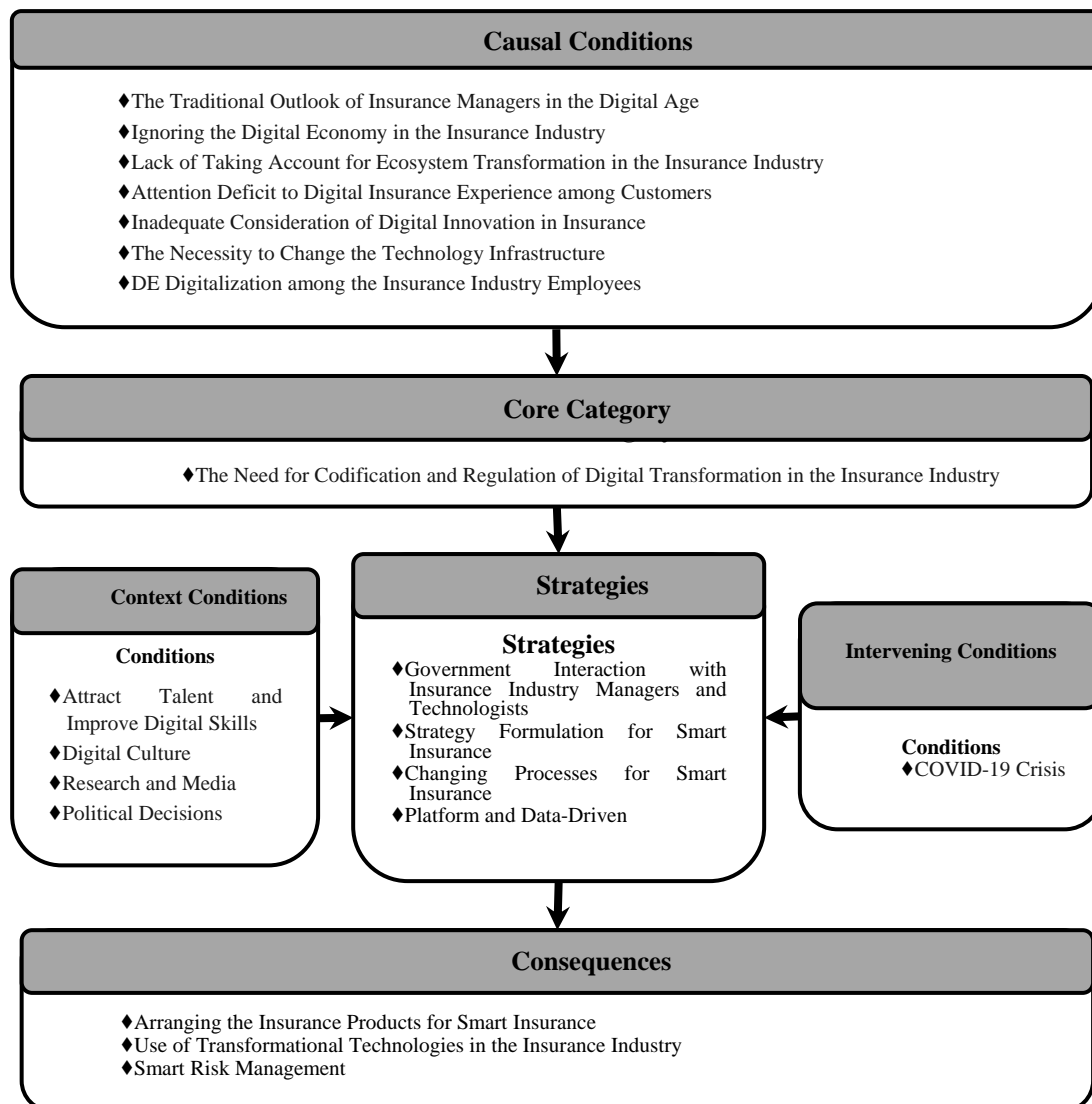 Causal Conditions
♦The Traditional Outlook of Insurance Managers in the Digital Age
♦Ignoring the Digital Economy in the Insurance Industry
♦Lack of Taking Account for Ecosystem Transformation in the Insurance Industry
♦Attention Deficit to Digital Insurance Experience among Customers
♦Inadequate Consideration of Digital Innovation in Insurance
♦The Necessity to Change the Technology Infrastructure
♦DE Digitalization among the Insurance Industry Employees
Core Category
♦The Need for Codification and Regulation of Digital Transformation in the Insurance Industry
Context Conditions
Conditions
♦Attract Talent and
Improve Digital Skills
♦Digital Culture
♦Research and Media
♦Political Decisions
Strategies
Strategies
♦Government Interaction with
Insurance Industry Managers and
Technologists
♦Strategy Formulation for Smart
Insurance
♦Changing Processes for Smart
Insurance
♦Platform and Data-Driven
Intervening Conditions
Conditions
♦COVID-19 Crisis
Consequences
♦Arranging the Insurance Products for Smart Insurance
♦Use of Transformational Technologies in the Insurance Industry
♦Smart Risk Management